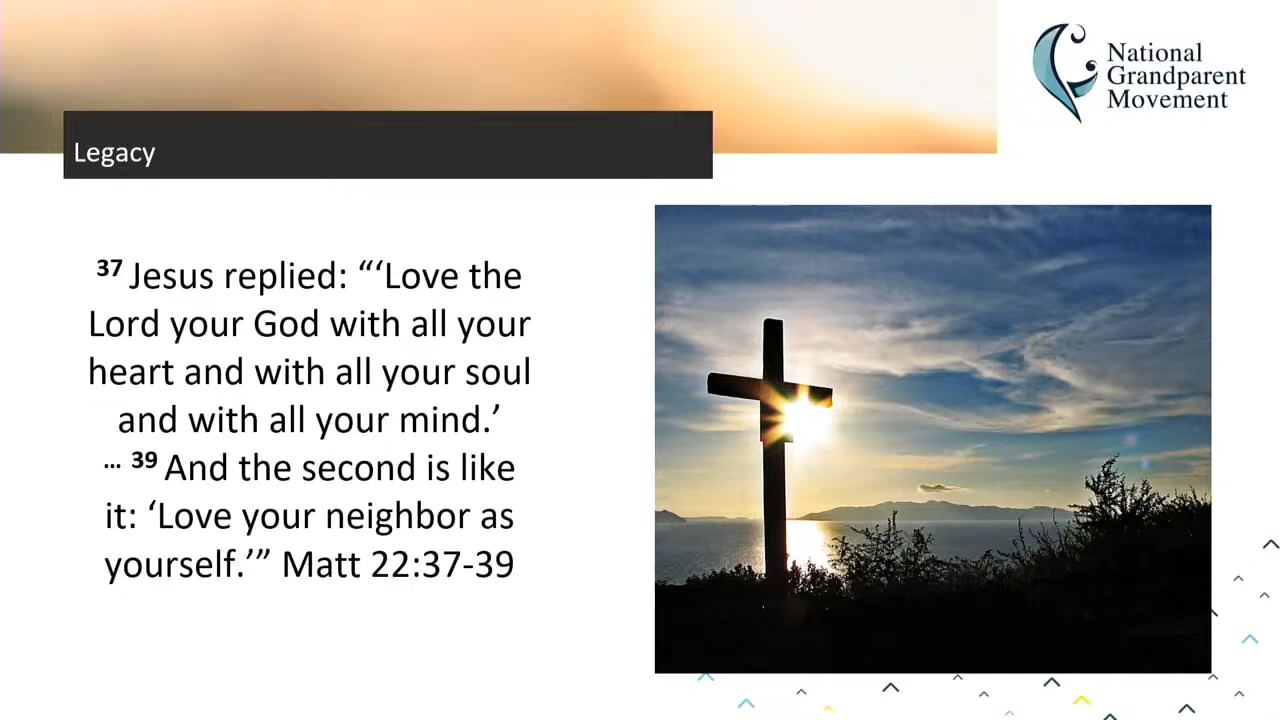 National
Grandparent
Movement
Legacy
37 Jesus replied: “‘Love the
Lord your God with all your
heart and with all your soul
and with all your mind.’
... 39 And the second is like
it: ‘Love your neighbor as
yourself.’” Matt 22:37-39